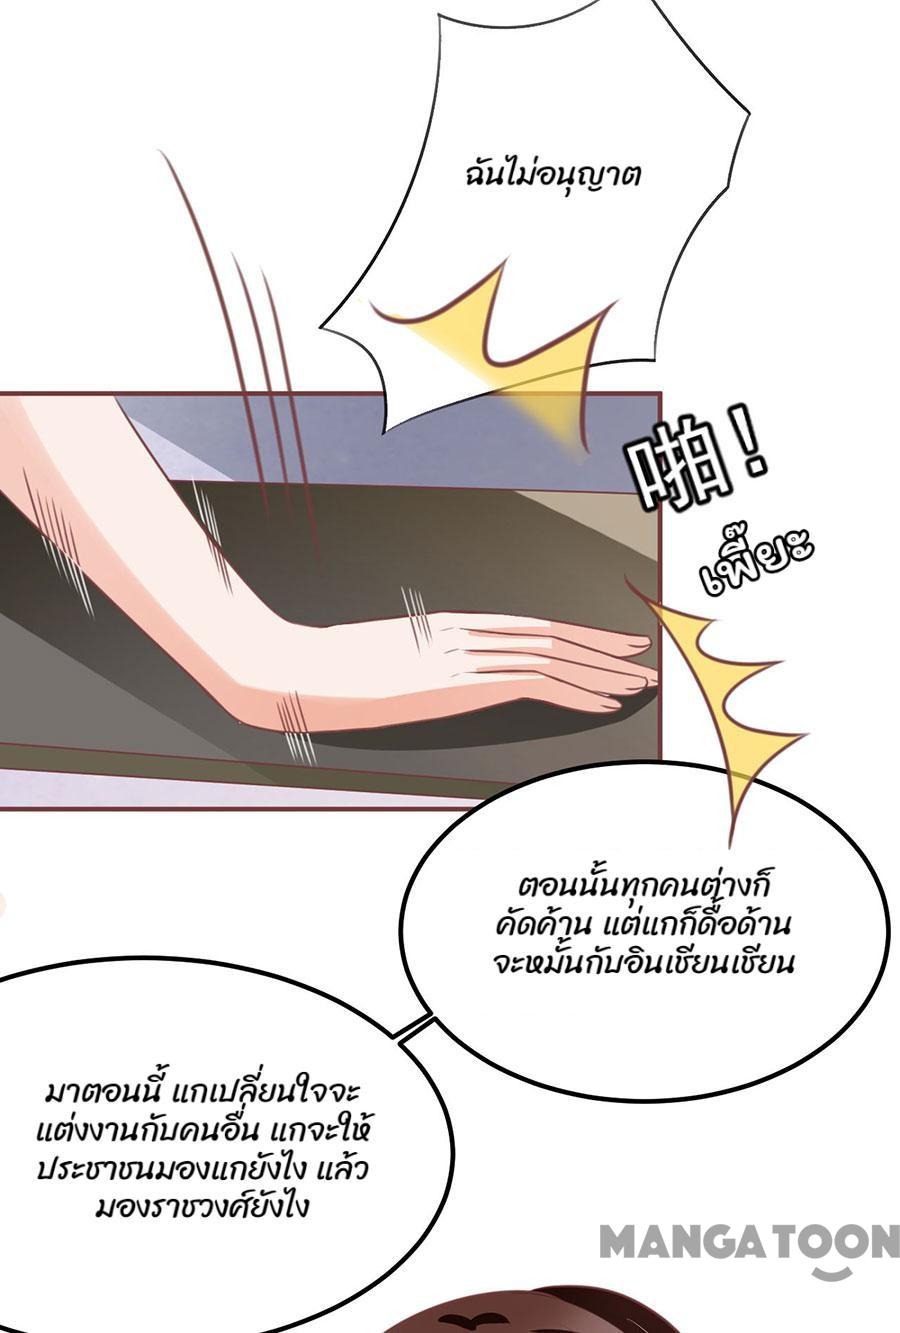 ฉันไม่อนุญาต
啪!
เพี๊ยะ
ตอนนั้นทุกคนต่างก็
คัดค้าน แต่แกก็ดื้อด้าน
จะหมั้นกับอินเชียนเชียน
มาตอนนี้ แกเปลี่ยนใจจะ
แต่งงานกับคนอื่น แกจะให้
ประชาชนมองแกยังไง แล้ว
มองราชวงศ์ยังไง
MANGATOON